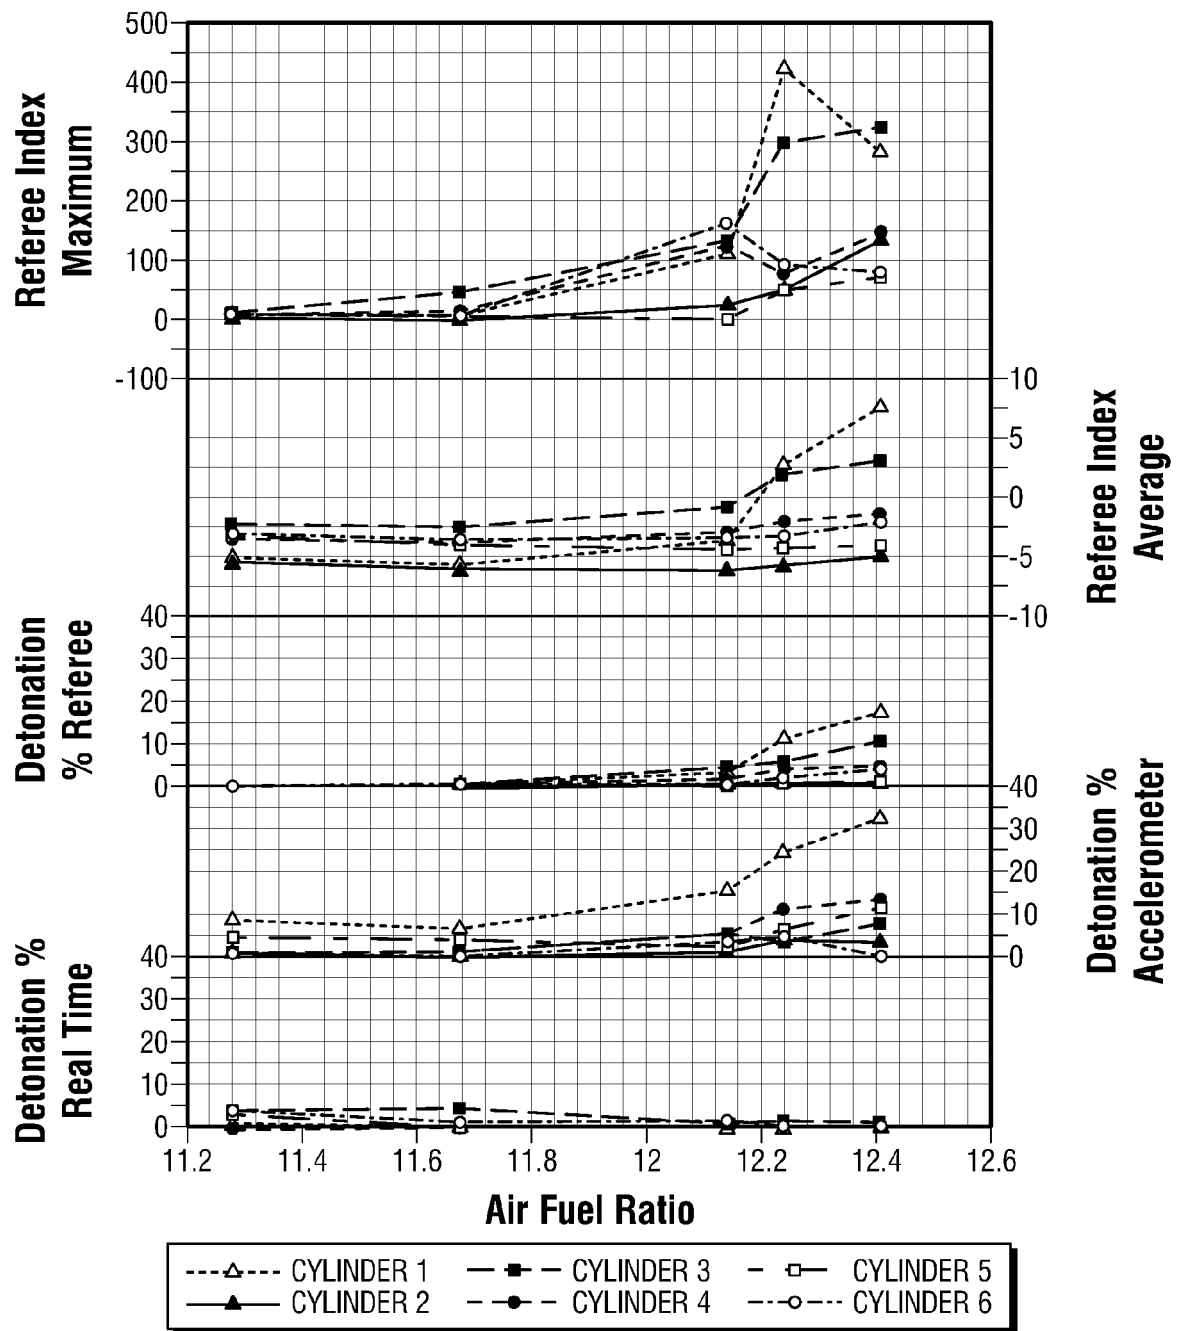 500
400
300
200
100
0
-100
Referee Index
Maximum
10
5
0
-5
-10
Referee Index
Average
40
30
20
10
0
Detonation
% Referee
40
30
20
10
0
Detonation %
Accelerometer
40
30
20
10
0
Detonation %
Real Time
11.2 11.4 11.6 11.8 12 12.2 12.4 12.6
Air Fuel Ratio
CYLINDER 1 CYLINDER 3 CYLINDER 5
CYLINDER 2 CYLINDER 4 CYLINDER 6